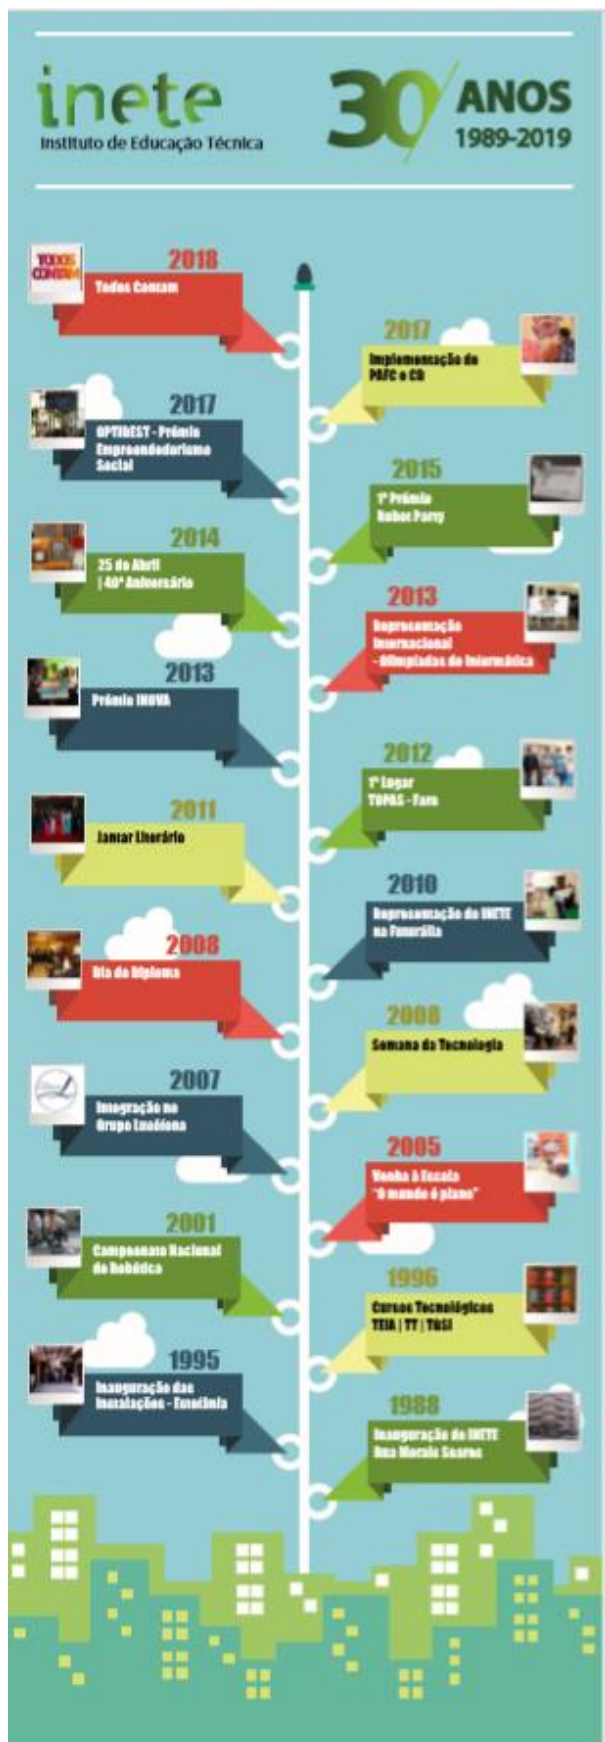 inete
Instituto de Educação Técnica
30 ANOS
1989-2019
2018
TODOS
CONTAM
Todos Contam
2017
Implementação do
PAFC e CD
2017
OPTIBEST - Prémio
Empreendedorismo
Social
2015
1º Prémio
Robot Party
2014
25 de Abril
| 40º Aniversário
2013
Representação
Internacional
- Olimpíadas de Informática
2013
Prémio INOVA
2012
1º Lugar
TOPAS - Faro
2011
Jantar Literário
2010
Representação do INETE
na Futurália
2008
Dia do Diploma
2008
Semana da Tecnologia
2007
Integração no
Grupo Lusófona
2005
Venha à Escola
"O mundo é plano"
2001
Campeonato Nacional
de Robótica
1996
Cursos Tecnológicos
TEIA | TT |
1995
Inauguração das
Instalações - Estefânia
1988
Inauguração do INETE
Rua Morais Soares